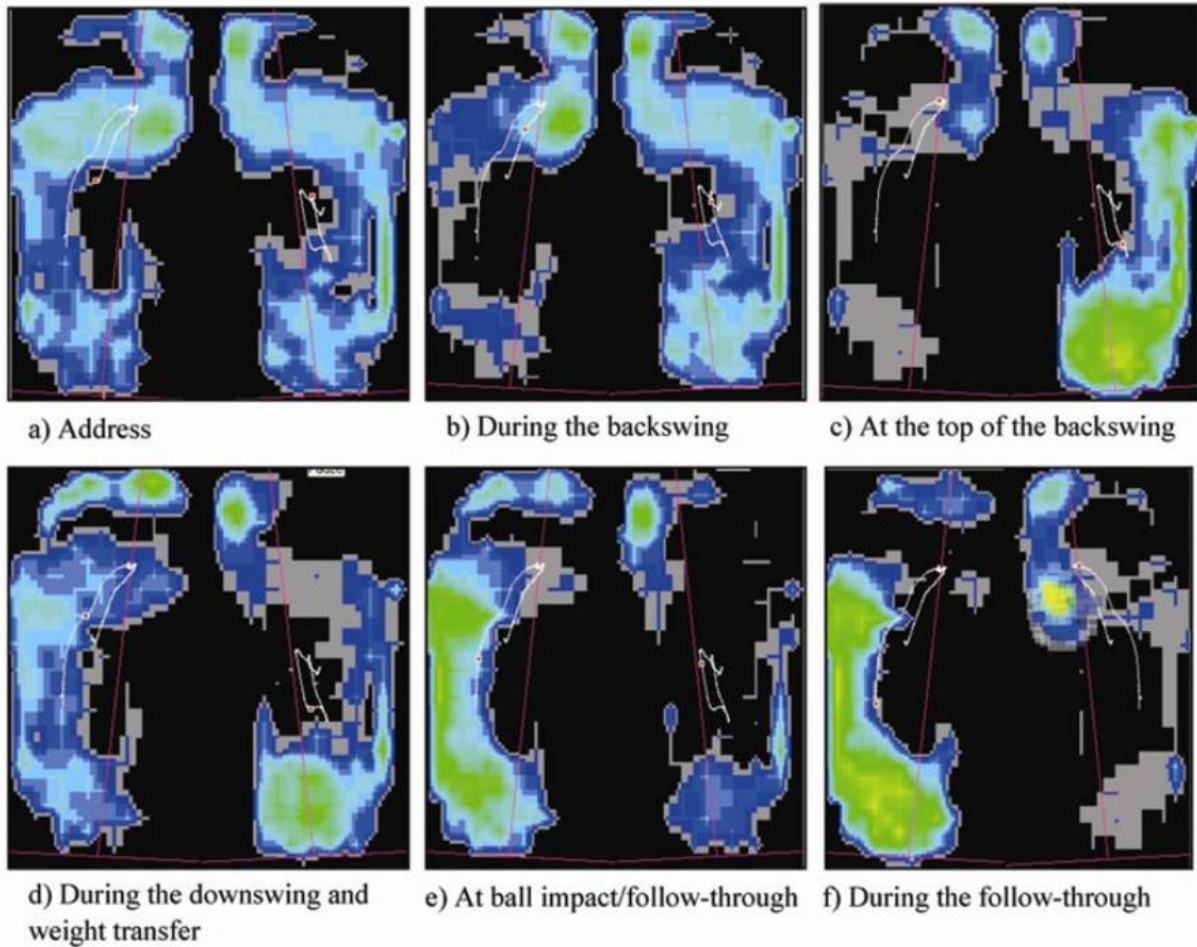 a) Address
b) During the backswing
c) At the top of the backswing
d) During the downswing and
weight transfer
e) At ball impact/follow-through
f) During the follow-through